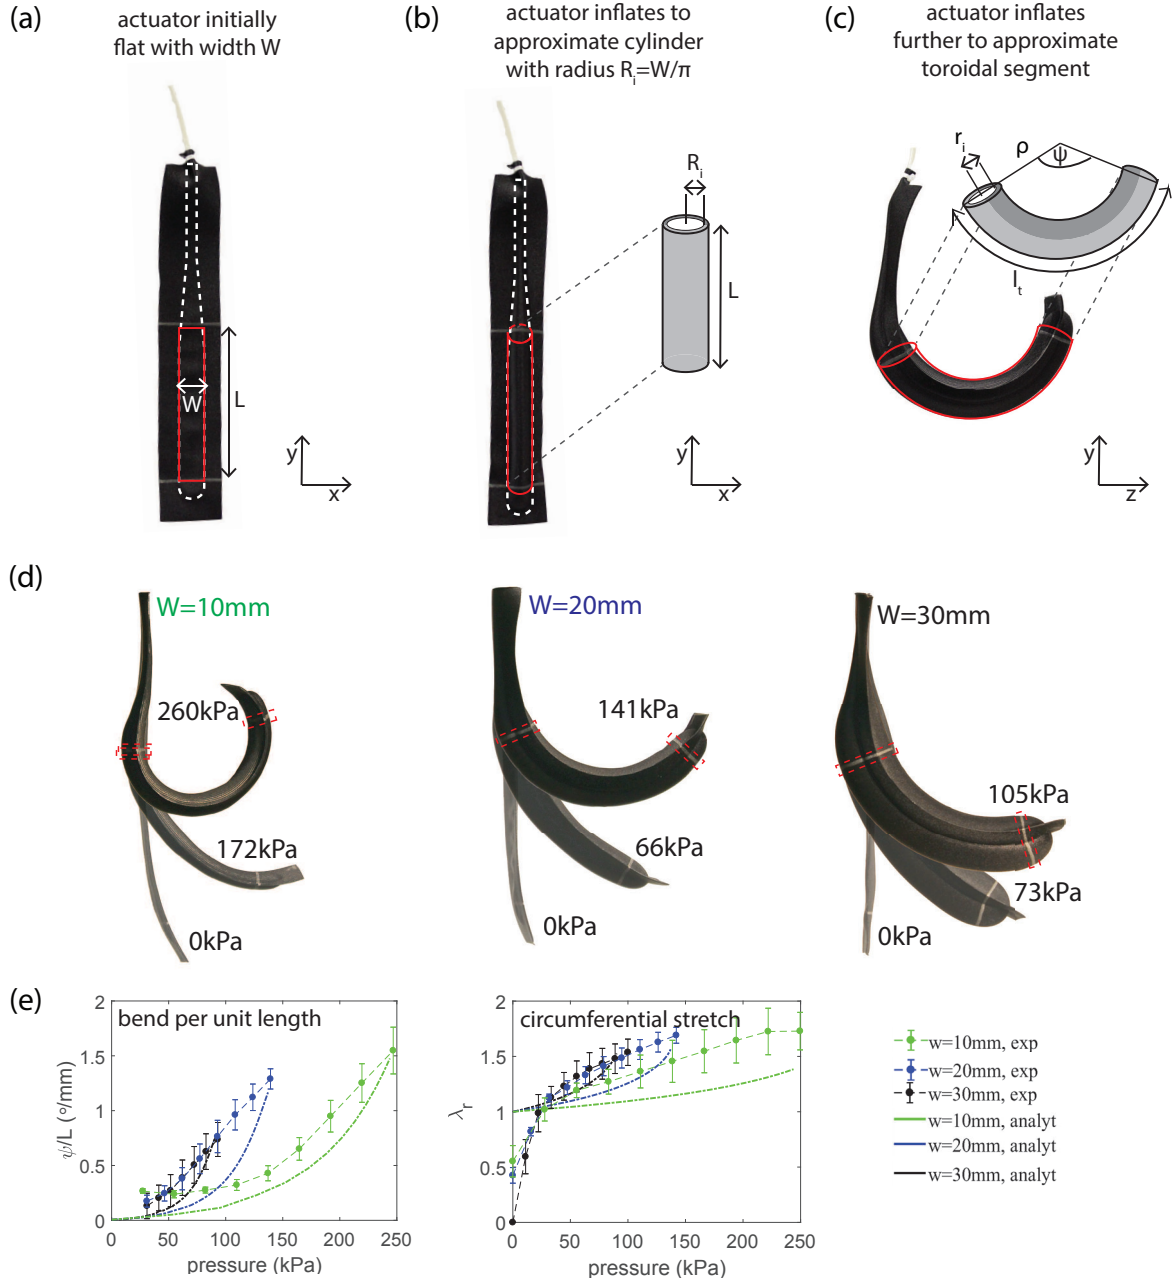 (a)
actuator initially
flat with width W
W
L
y
x
(b)
actuator inflates to
approximate cylinder
with radius Rᵢ=W/π
Rᵢ
L
y
x
(c)
actuator inflates
further to approximate
toroidal segment
rᵢ
ρ
ψ
lₜ
y
z
(d)
W=10mm
260kPa
172kPa
0kPa
W=20mm
141kPa
66kPa
0kPa
W=30mm
105kPa
73kPa
0kPa
(e)
bend per unit length
ψ/L (°/mm)
2
1.5
1
0.5
0
0 50 100 150 200 250
pressure (kPa)
circumferential stretch
λᵣ
2
1.5
1
0.5
0
0 50 100 150 200 250
pressure (kPa)
w=10mm, exp
w=20mm, exp
w=30mm, exp
w=10mm, analyt
w=20mm, analyt
w=30mm, analyt